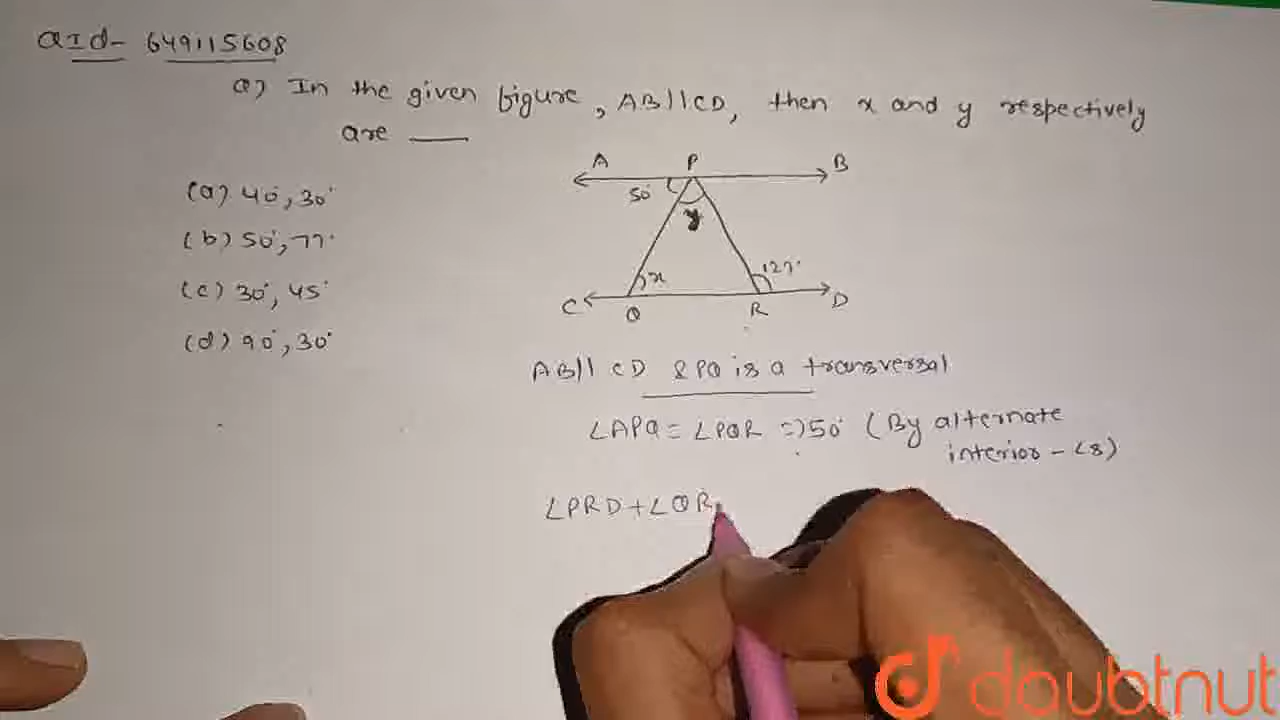 QId- 649115608
Q) In the given figure, AB||CD, then x and y respectively
are ___
(a) 40°, 30°
(b) 50°, 77°
(c) 30°, 45°
(d) 90°, 30°
A P B
50°
y
x 127°
C Q R D
AB|| CD & PQ is a transversal
∠APQ = ∠PQR => 50° (By alternate
interior - ∠s)
∠PRD + ∠QR
doubtnut